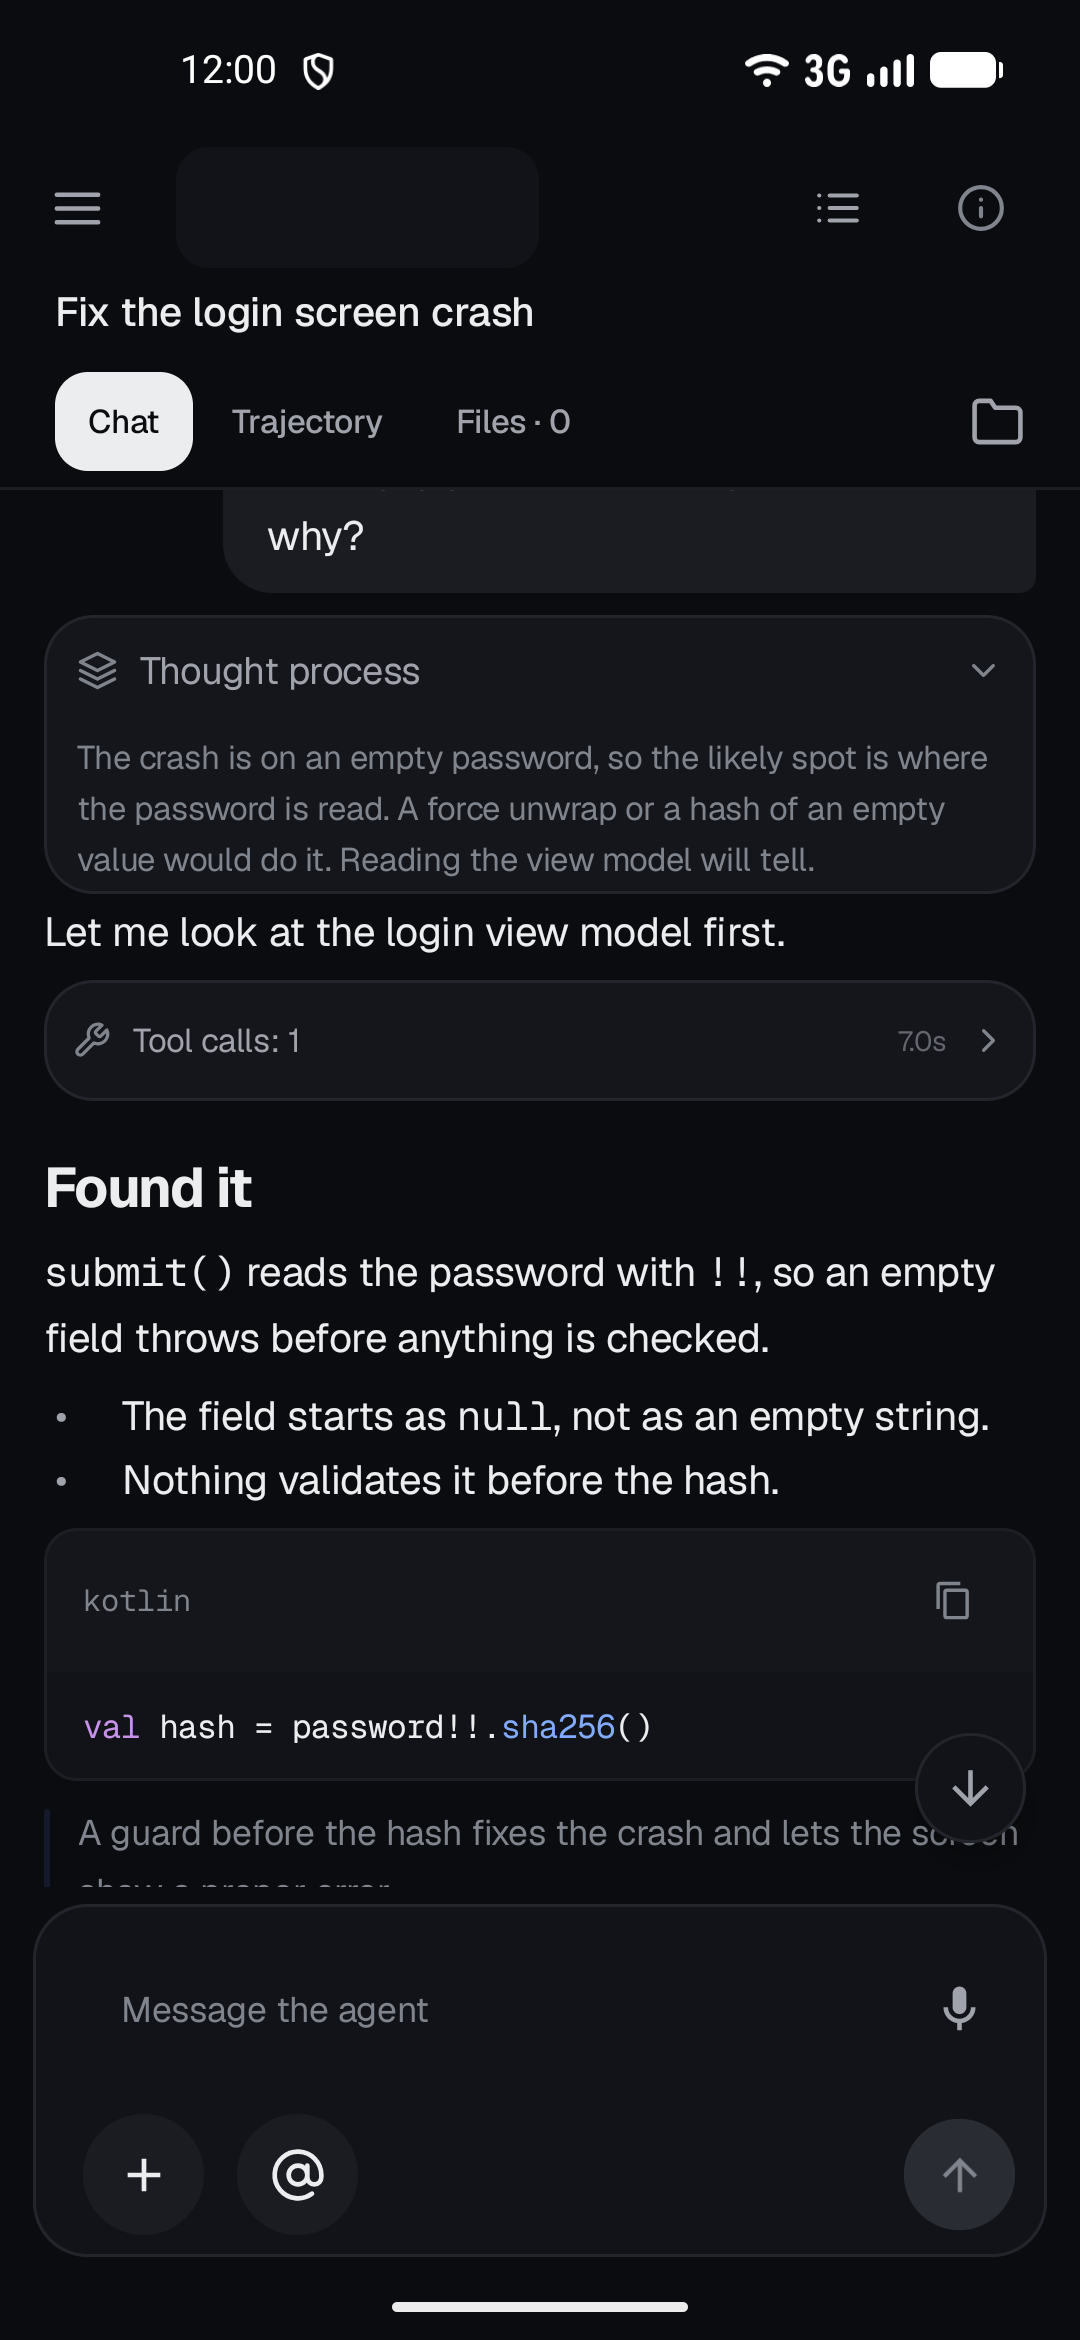 12:00
3G
Fix the login screen crash
Chat
Trajectory
Files · 0
why?
Thought process
The crash is on an empty password, so the likely spot is where
the password is read. A force unwrap or a hash of an empty
value would do it. Reading the view model will tell.
Let me look at the login view model first.
Tool calls: 1
7.0s
Found it
submit() reads the password with !!, so an empty
field throws before anything is checked.
• The field starts as null, not as an empty string.
• Nothing validates it before the hash.
kotlin
val hash = password!!.sha256()
A guard before the hash fixes the crash and lets the screen
show a proper error
Message the agent